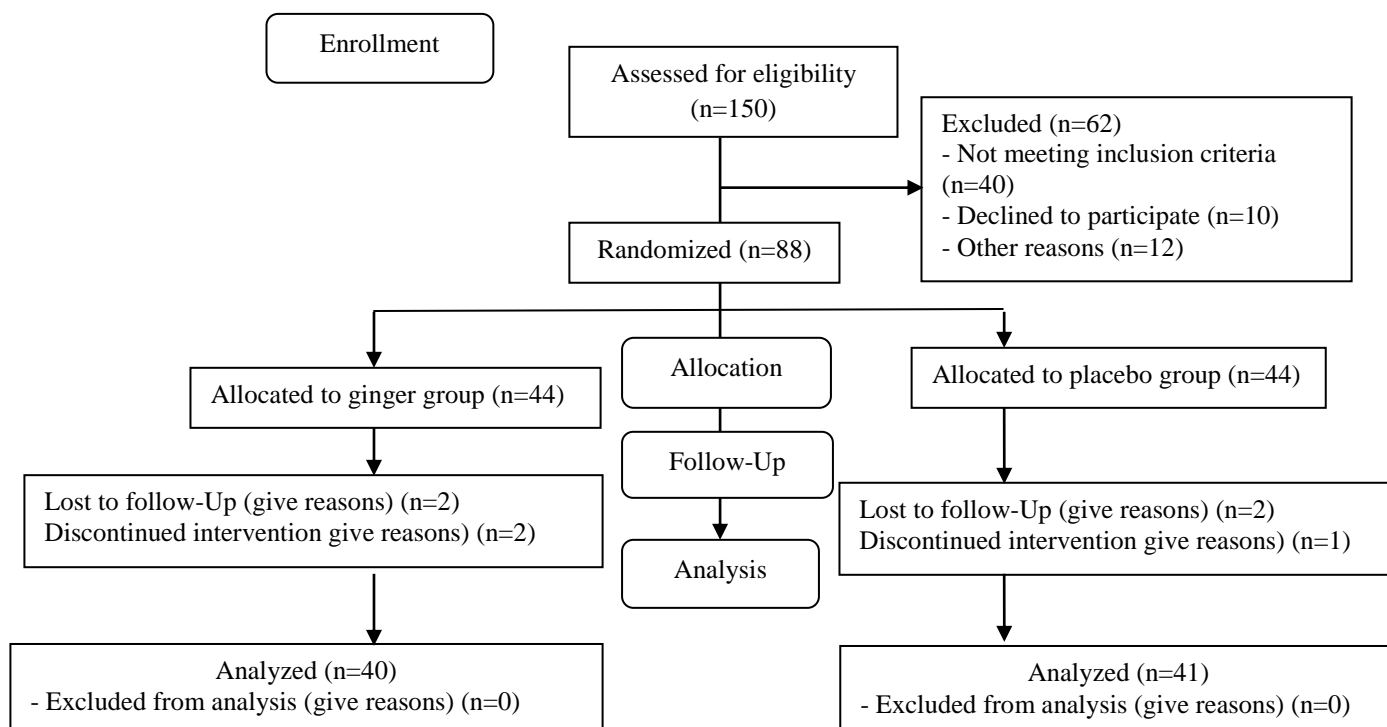 Enrollment
Assessed for eligibility
(n=150)
Excluded (n=62)
- Not meeting inclusion criteria
(n=40)
- Declined to participate (n=10)
- Other reasons (n=12)
Randomized (n=88)
Allocation
Allocated to ginger group (n=44)
Allocated to placebo group (n=44)
Follow-Up
Lost to follow-Up (give reasons) (n=2)
Discontinued intervention give reasons) (n=2)
Lost to follow-Up (give reasons) (n=2)
Discontinued intervention give reasons) (n=1)
Analysis
Analyzed (n=40)
- Excluded from analysis (give reasons) (n=0)
Analyzed (n=41)
- Excluded from analysis (give reasons) (n=0)